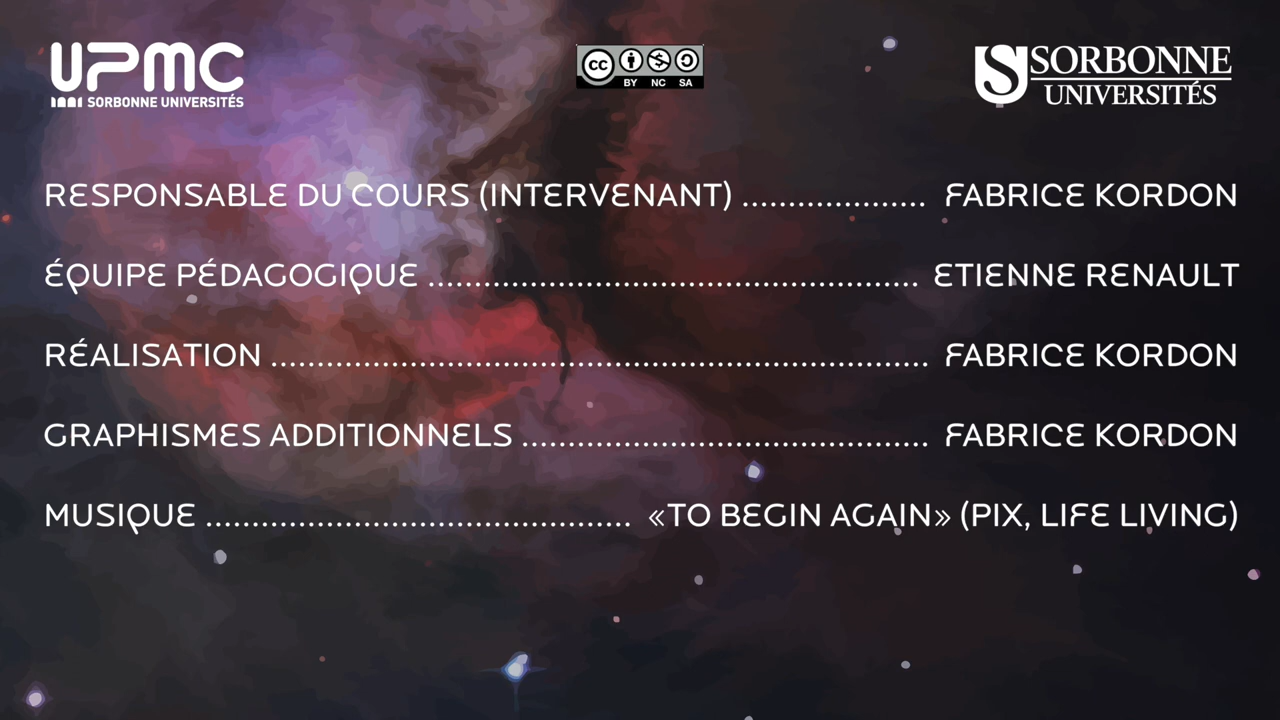 UPMC
SORBONNE UNIVERSITÉS
CC BY NC SA
SORBONNE
UNIVERSITÉS
RESPONSABLE DU COURS (INTERVENANT) .................... FABRICE KORDON
ÉQUIPE PÉDAGOGIQUE ..................................................... ETIENNE RENAULT
RÉALISATION ....................................................................... FABRICE KORDON
GRAPHISMES ADDITIONNELS ............................................ FABRICE KORDON
MUSIQUE .............................................. «TO BEGIN AGAIN» (PIX, LIFE LIVING)